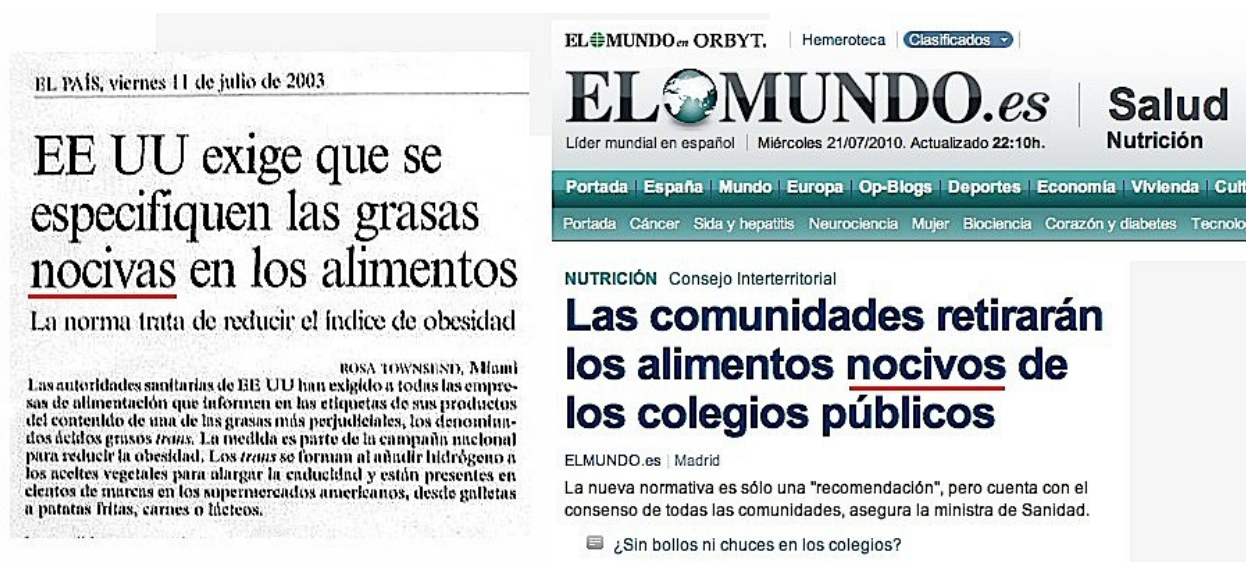 EL PAÍS, viernes 11 de julio de 2003
EE UU exige que se
especifiquen las grasas
nocivas en los alimentos
La norma trata de reducir el índice de obesidad
ROSA TOWNSEND, Miami
Las autoridades sanitarias de EE UU han exigido a todas las empre-
sas de alimentación que informen en las etiquetas de sus productos
del contenido de una de las grasas más perjudiciales, los denomina-
dos ácidos grasos trans. La medida es parte de la campaña nacional
para reducir la obesidad. Los trans se forman al añadir hidrógeno a
los aceites vegetales para alargar la caducidad y están presentes en
cientos de marcas en los supermercados americanos, desde galletas
a patatas fritas, carnes o lácteos.
EL MUNDO en ORBYT. Hemeroteca Clasificados
EL MUNDO.es Salud
Líder mundial en español Miércoles 21/07/2010. Actualizado 22:10h. Nutrición
Portada España Mundo Europa Op-Blogs Deportes Economía Vivienda Cult
Portada Cáncer Sida y hepatitis Neurociencia Mujer Biociencia Corazón y diabetes Tecnolo
NUTRICIÓN Consejo Interterritorial
Las comunidades retirarán
los alimentos nocivos de
los colegios públicos
ELMUNDO.es Madrid
La nueva normativa es sólo una "recomendación", pero cuenta con el
consenso de todas las comunidades, asegura la ministra de Sanidad.
¿Sin bollos ni chuces en los colegios?